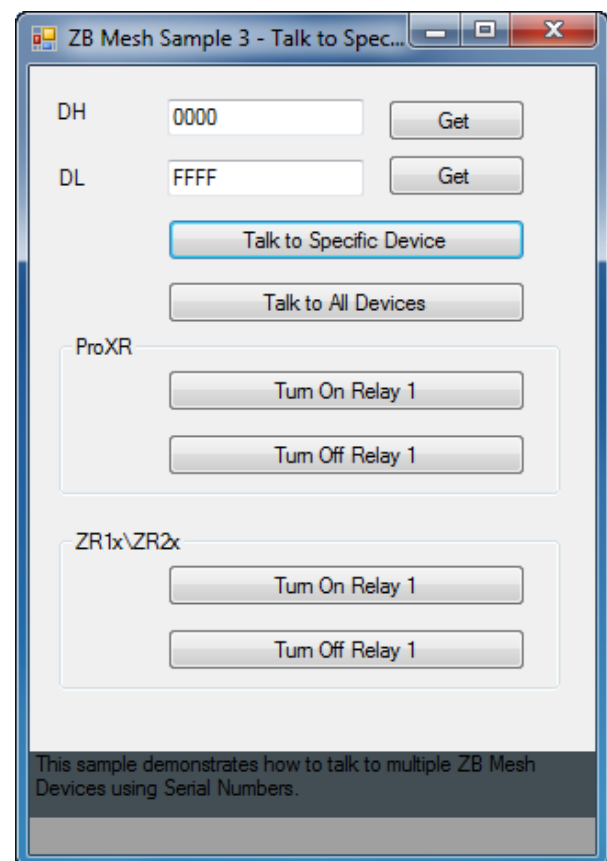 ZB Mesh Sample 3 - Talk to Spec...
DH 0000 Get
DL FFFF Get
Talk to Specific Device
Talk to All Devices
ProXR
Turn On Relay 1
Turn Off Relay 1
ZR1x\ZR2x
Turn On Relay 1
Turn Off Relay 1
This sample demonstrates how to talk to multiple ZB Mesh
Devices using Serial Numbers.